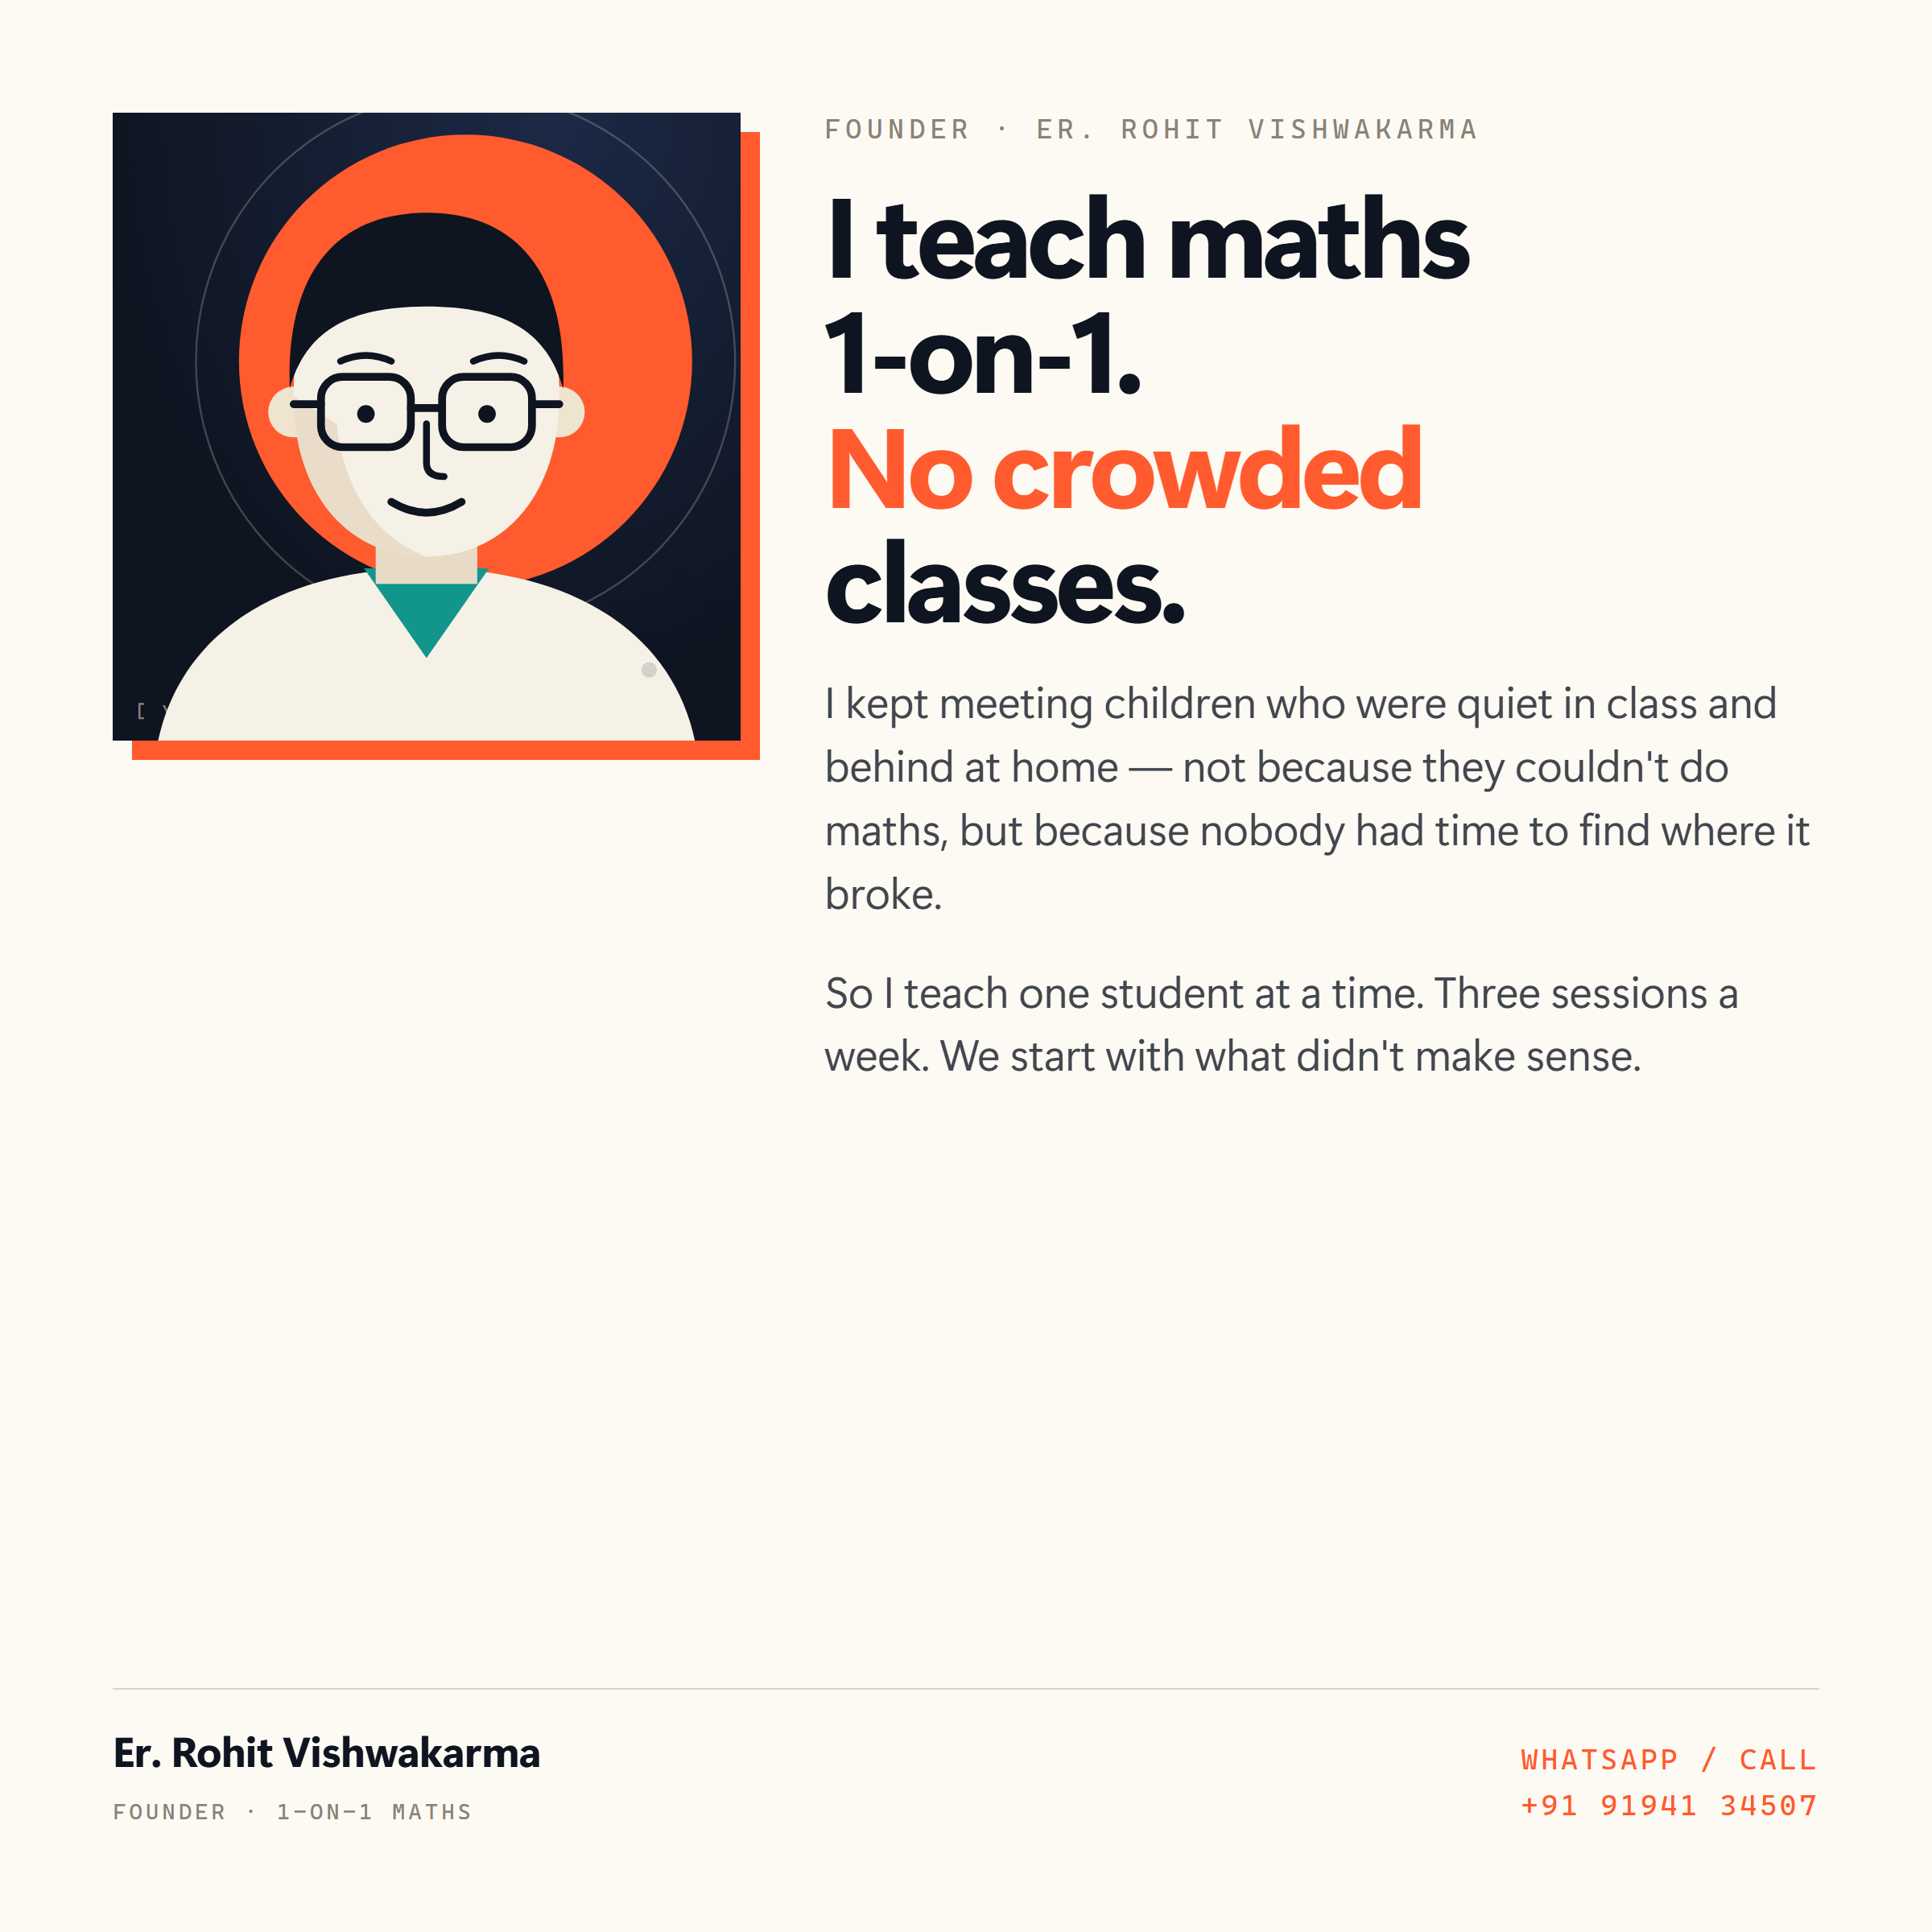 FOUNDER · ER. ROHIT VISHWAKARMA
I teach maths
1-on-1.
No crowded
classes.
I kept meeting children who were quiet in class and
behind at home — not because they couldn't do
maths, but because nobody had time to find where it
broke.
So I teach one student at a time. Three sessions a
week. We start with what didn't make sense.
Er. Rohit Vishwakarma
FOUNDER · 1-ON-1 MATHS
WHATSAPP / CALL
+91 91941 34507